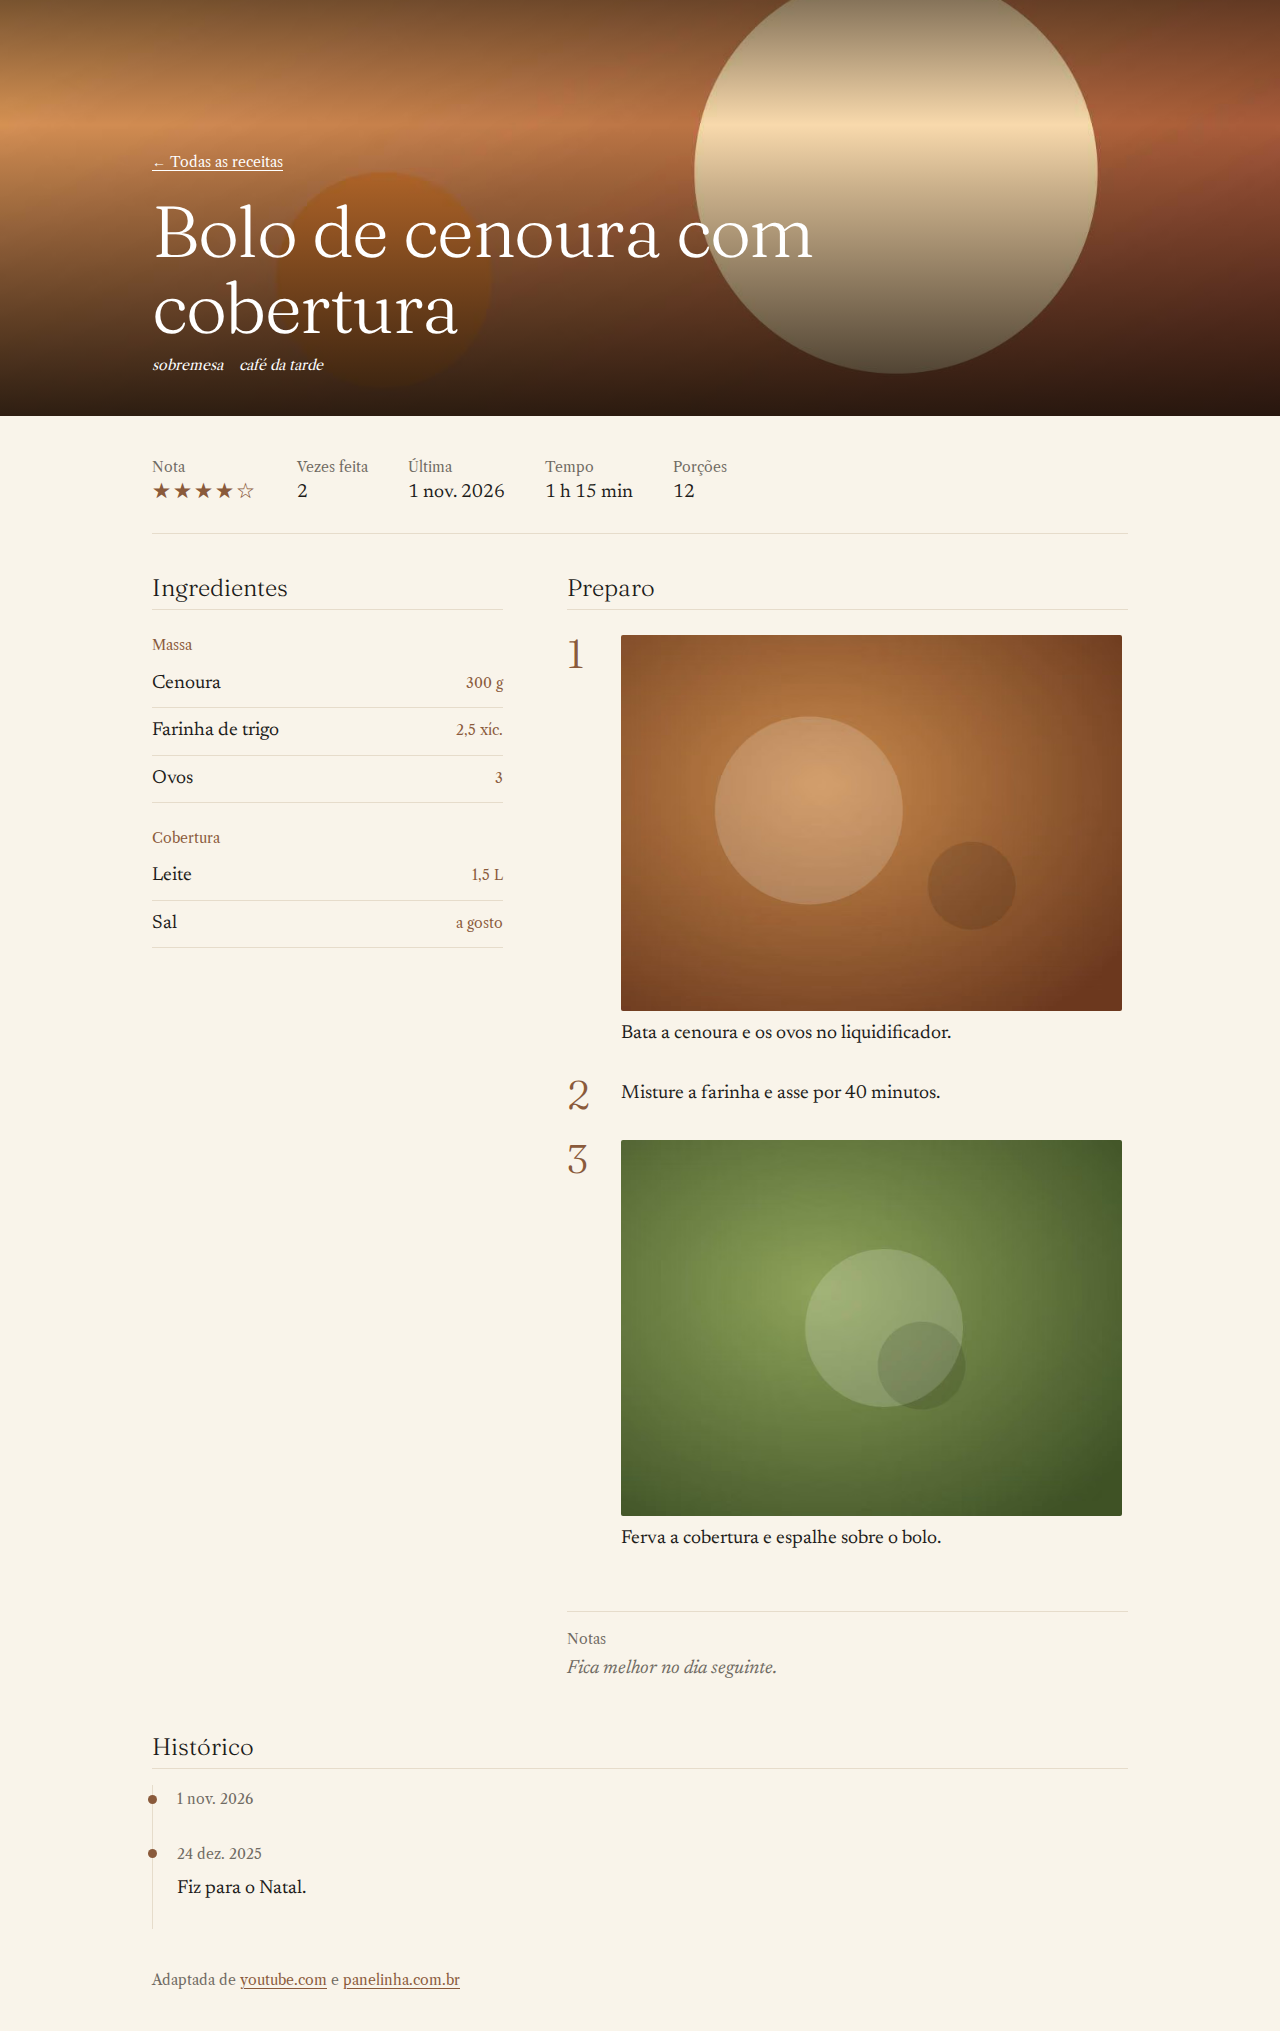 ← Todas as receitas
Bolo de cenoura com
cobertura
sobremesa café da tarde
Nota Vezes feita Última Tempo Porções
★★★★☆ 2 1 nov. 2026 1 h 15 min 12
Ingredientes
Massa
Cenoura 300 g
Farinha de trigo 2,5 xíc.
Ovos 3
Cobertura
Leite 1,5 L
Sal a gosto
Preparo
1
Bata a cenoura e os ovos no liquidificador.
2 Misture a farinha e asse por 40 minutos.
3
Ferva a cobertura e espalhe sobre o bolo.
Notas
Fica melhor no dia seguinte.
Histórico
1 nov. 2026
24 dez. 2025
Fiz para o Natal.
Adaptada de youtube.com e panelinha.com.br